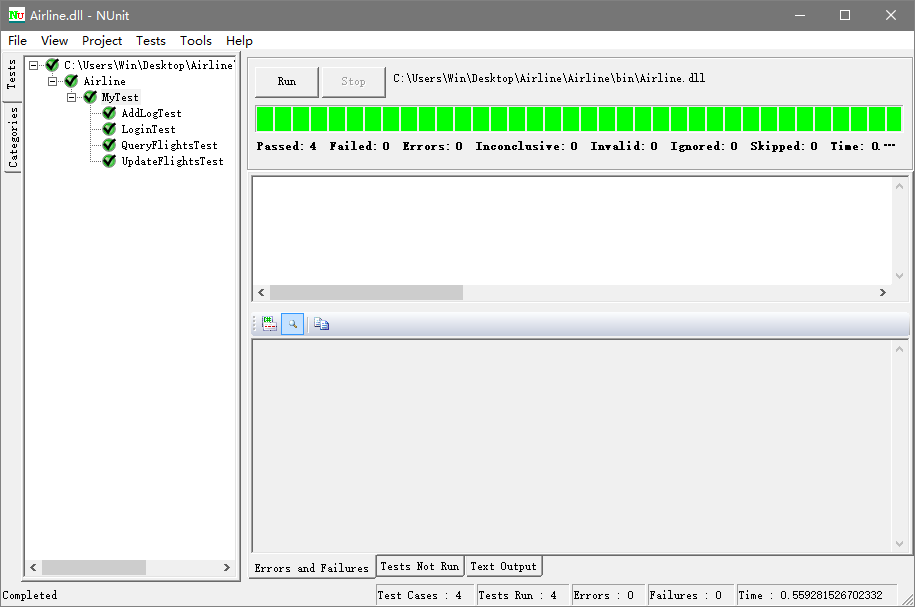 Airline.dll - NUnit
File View Project Tests Tools Help
Tests
Categories
C:\Users\Win\Desktop\Airline
Airline
MyTest
AddLogTest
LoginTest
QueryFlightsTest
UpdateFlightsTest
Run Stop C:\Users\Win\Desktop\Airline\Airline\bin\Airline.dll
Passed: 4 Failed: 0 Errors: 0 Inconclusive: 0 Invalid: 0 Ignored: 0 Skipped: 0 Time: 0.…
Errors and Failures Tests Not Run Text Output
Completed Test Cases : 4 Tests Run : 4 Errors : 0 Failures : 0 Time : 0.559281526702332